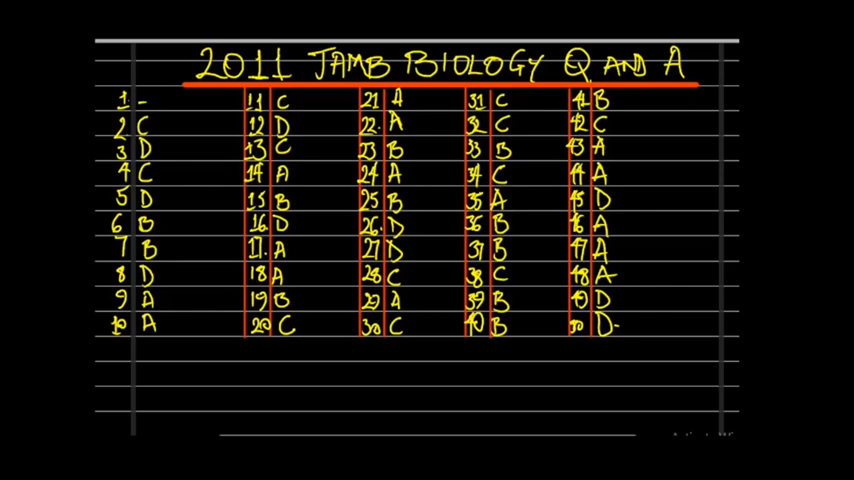 2011 JAMB BIOLOGY Q AND A
1 - 11 C 21 A 31 C 41 B
2 C 12 D 22. A 32 C 42 C
3 D 13 C 23 B 33 B 43 A
4 C 14 A 24 A 34 C 44 A
5 D 15 B 25 B 35 A 45 D
6 B 16. D 26. D 36 B 46 A
7 B 17. A 27 D 37 B 47 A
8 D 18 A 28 C 38 C 48 A
9 A 19 B 29 A 39 B 49 D
10 A 20 C 30 C 40 B 50 D